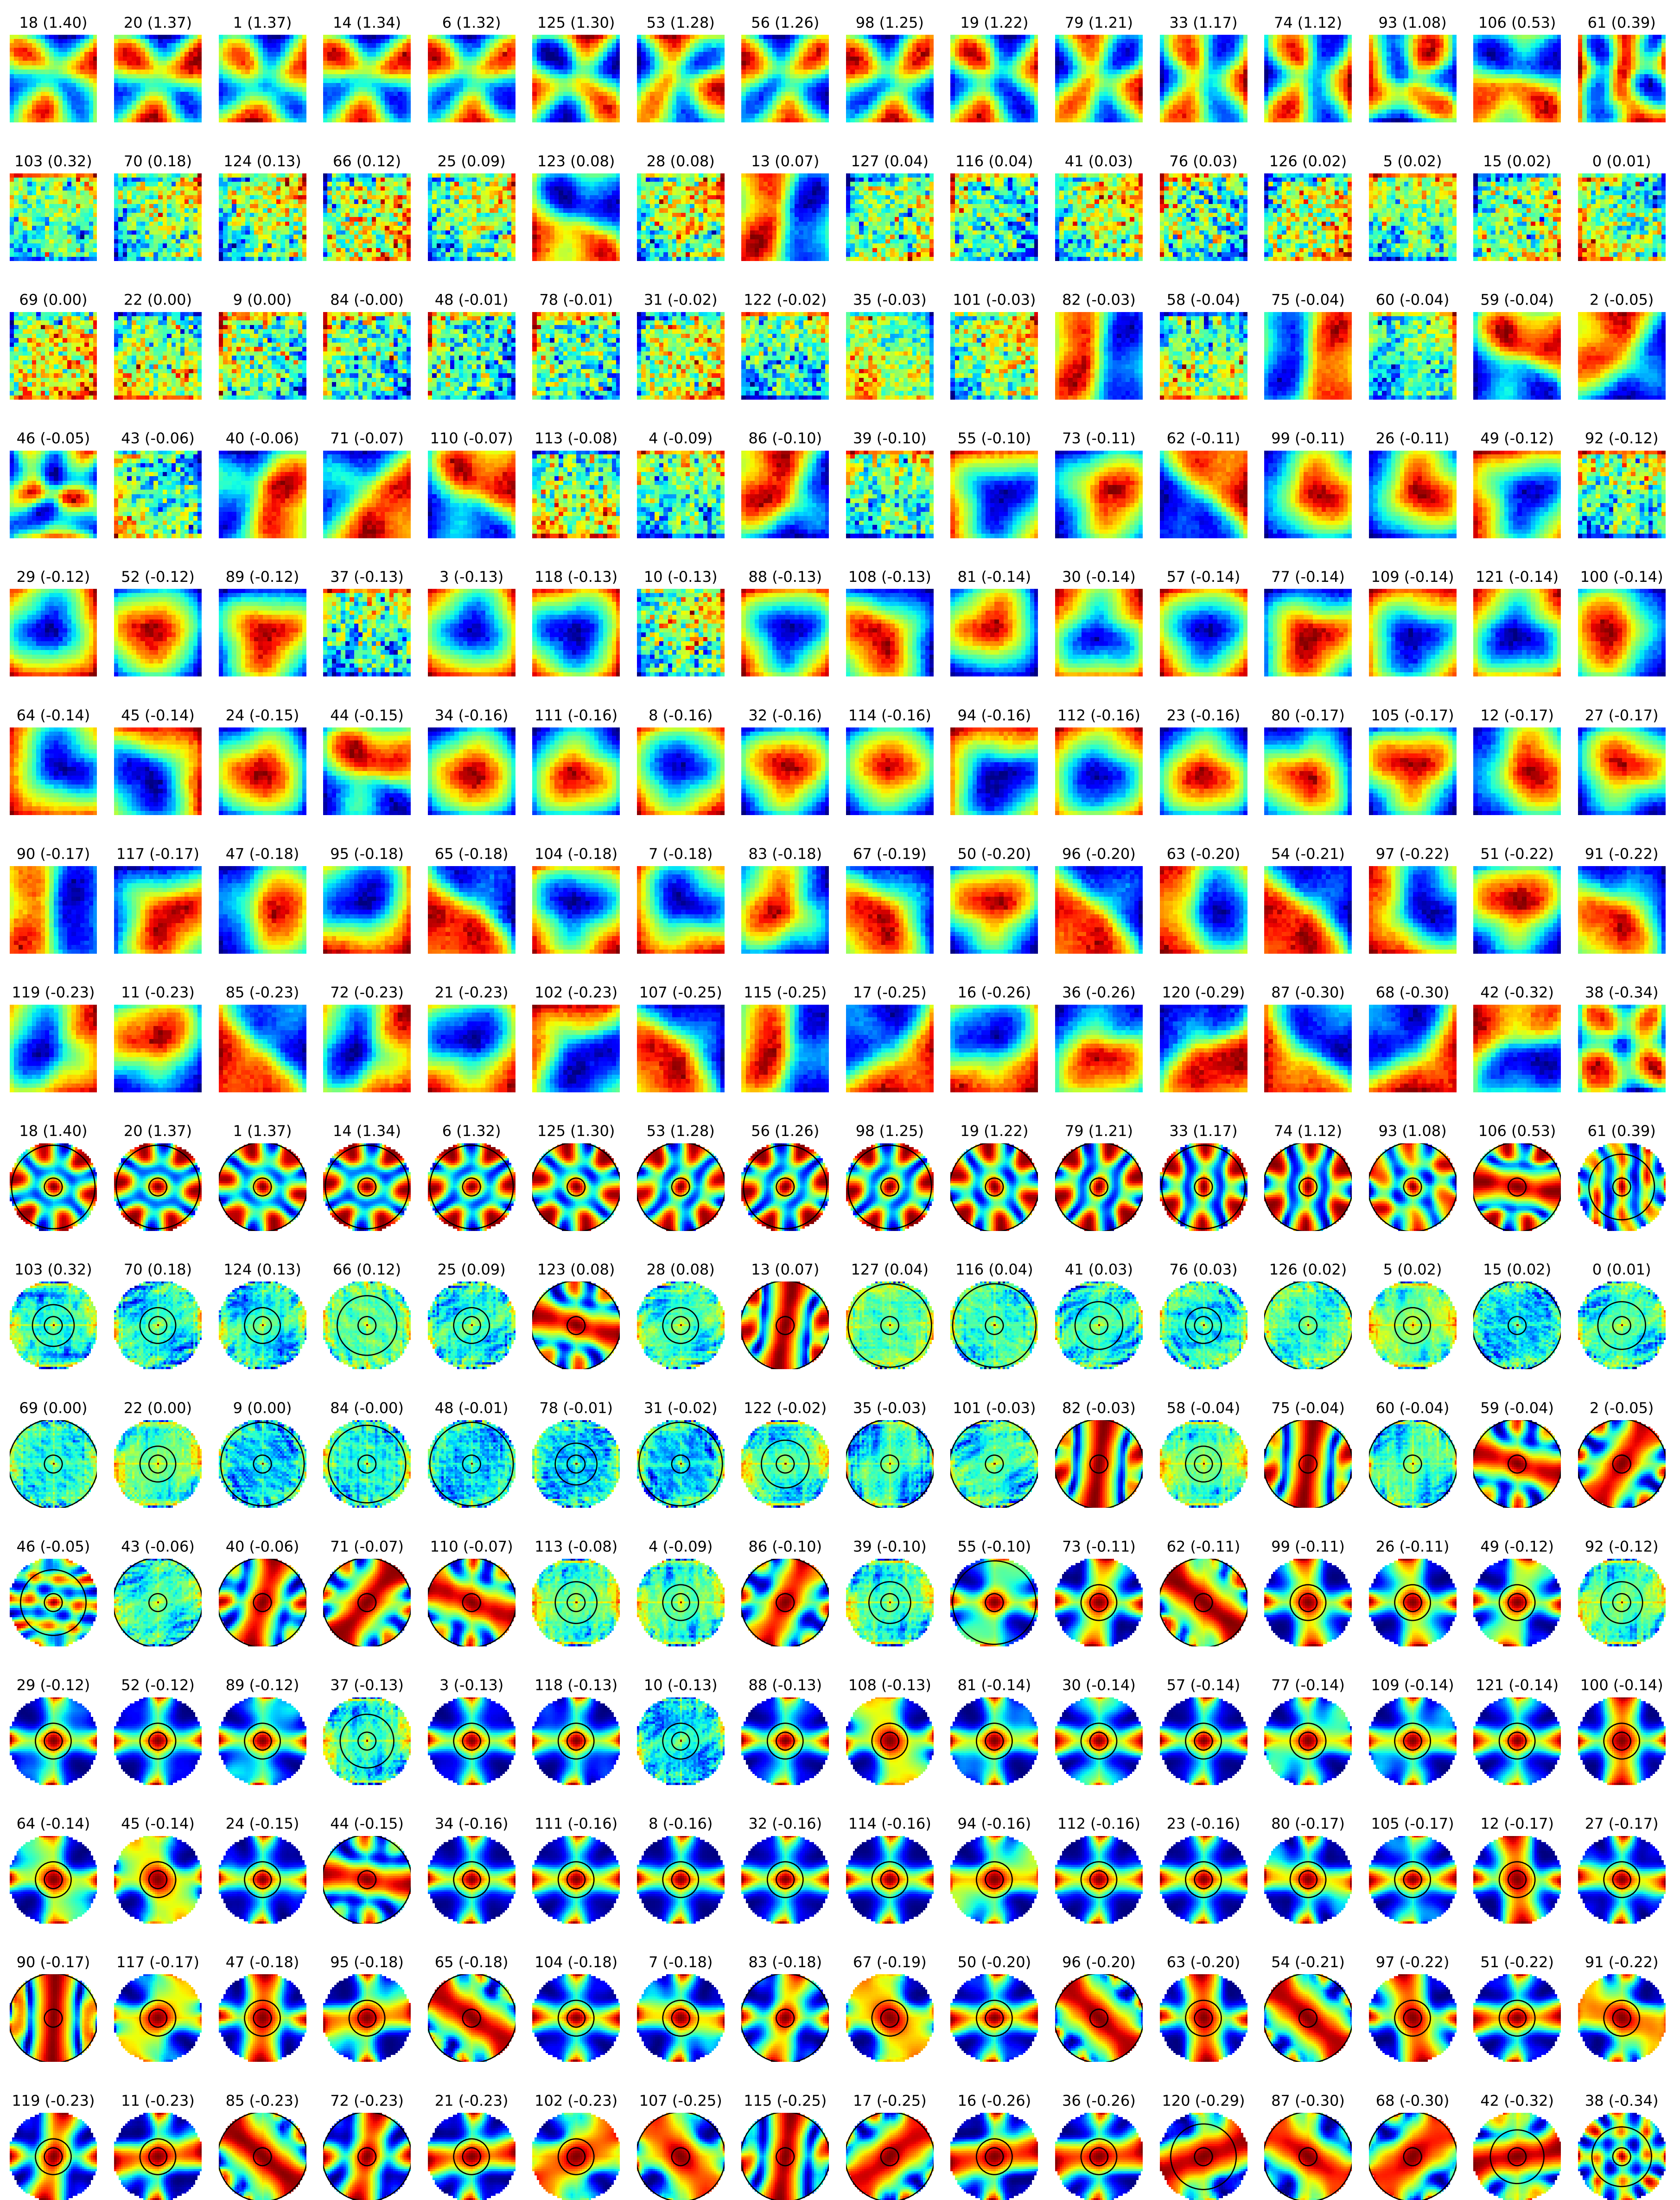 18 (1.40) 20 (1.37) 1 (1.37) 14 (1.34) 6 (1.32) 125 (1.30) 53 (1.28) 56 (1.26) 98 (1.25) 19 (1.22) 79 (1.21) 33 (1.17) 74 (1.12) 93 (1.08) 106 (0.53) 61 (0.39)
103 (0.32) 70 (0.18) 124 (0.13) 66 (0.12) 25 (0.09) 123 (0.08) 28 (0.08) 13 (0.07) 127 (0.04) 116 (0.04) 41 (0.03) 76 (0.03) 126 (0.02) 5 (0.02) 15 (0.02) 0 (0.01)
69 (0.00) 22 (0.00) 9 (0.00) 84 (-0.00) 48 (-0.01) 78 (-0.01) 31 (-0.02) 122 (-0.02) 35 (-0.03) 101 (-0.03) 82 (-0.03) 58 (-0.04) 75 (-0.04) 60 (-0.04) 59 (-0.04) 2 (-0.05)
46 (-0.05) 43 (-0.06) 40 (-0.06) 71 (-0.07) 110 (-0.07) 113 (-0.08) 4 (-0.09) 86 (-0.10) 39 (-0.10) 55 (-0.10) 73 (-0.11) 62 (-0.11) 99 (-0.11) 26 (-0.11) 49 (-0.12) 92 (-0.12)
29 (-0.12) 52 (-0.12) 89 (-0.12) 37 (-0.13) 3 (-0.13) 118 (-0.13) 10 (-0.13) 88 (-0.13) 108 (-0.13) 81 (-0.14) 30 (-0.14) 57 (-0.14) 77 (-0.14) 109 (-0.14) 121 (-0.14) 100 (-0.14)
64 (-0.14) 45 (-0.14) 24 (-0.15) 44 (-0.15) 34 (-0.16) 111 (-0.16) 8 (-0.16) 32 (-0.16) 114 (-0.16) 94 (-0.16) 112 (-0.16) 23 (-0.16) 80 (-0.17) 105 (-0.17) 12 (-0.17) 27 (-0.17)
90 (-0.17) 117 (-0.17) 47 (-0.18) 95 (-0.18) 65 (-0.18) 104 (-0.18) 7 (-0.18) 83 (-0.18) 67 (-0.19) 50 (-0.20) 96 (-0.20) 63 (-0.20) 54 (-0.21) 97 (-0.22) 51 (-0.22) 91 (-0.22)
119 (-0.23) 11 (-0.23) 85 (-0.23) 72 (-0.23) 21 (-0.23) 102 (-0.23) 107 (-0.25) 115 (-0.25) 17 (-0.25) 16 (-0.26) 36 (-0.26) 120 (-0.29) 87 (-0.30) 68 (-0.30) 42 (-0.32) 38 (-0.34)
18 (1.40) 20 (1.37) 1 (1.37) 14 (1.34) 6 (1.32) 125 (1.30) 53 (1.28) 56 (1.26) 98 (1.25) 19 (1.22) 79 (1.21) 33 (1.17) 74 (1.12) 93 (1.08) 106 (0.53) 61 (0.39)
103 (0.32) 70 (0.18) 124 (0.13) 66 (0.12) 25 (0.09) 123 (0.08) 28 (0.08) 13 (0.07) 127 (0.04) 116 (0.04) 41 (0.03) 76 (0.03) 126 (0.02) 5 (0.02) 15 (0.02) 0 (0.01)
69 (0.00) 22 (0.00) 9 (0.00) 84 (-0.00) 48 (-0.01) 78 (-0.01) 31 (-0.02) 122 (-0.02) 35 (-0.03) 101 (-0.03) 82 (-0.03) 58 (-0.04) 75 (-0.04) 60 (-0.04) 59 (-0.04) 2 (-0.05)
46 (-0.05) 43 (-0.06) 40 (-0.06) 71 (-0.07) 110 (-0.07) 113 (-0.08) 4 (-0.09) 86 (-0.10) 39 (-0.10) 55 (-0.10) 73 (-0.11) 62 (-0.11) 99 (-0.11) 26 (-0.11) 49 (-0.12) 92 (-0.12)
29 (-0.12) 52 (-0.12) 89 (-0.12) 37 (-0.13) 3 (-0.13) 118 (-0.13) 10 (-0.13) 88 (-0.13) 108 (-0.13) 81 (-0.14) 30 (-0.14) 57 (-0.14) 77 (-0.14) 109 (-0.14) 121 (-0.14) 100 (-0.14)
64 (-0.14) 45 (-0.14) 24 (-0.15) 44 (-0.15) 34 (-0.16) 111 (-0.16) 8 (-0.16) 32 (-0.16) 114 (-0.16) 94 (-0.16) 112 (-0.16) 23 (-0.16) 80 (-0.17) 105 (-0.17) 12 (-0.17) 27 (-0.17)
90 (-0.17) 117 (-0.17) 47 (-0.18) 95 (-0.18) 65 (-0.18) 104 (-0.18) 7 (-0.18) 83 (-0.18) 67 (-0.19) 50 (-0.20) 96 (-0.20) 63 (-0.20) 54 (-0.21) 97 (-0.22) 51 (-0.22) 91 (-0.22)
119 (-0.23) 11 (-0.23) 85 (-0.23) 72 (-0.23) 21 (-0.23) 102 (-0.23) 107 (-0.25) 115 (-0.25) 17 (-0.25) 16 (-0.26) 36 (-0.26) 120 (-0.29) 87 (-0.30) 68 (-0.30) 42 (-0.32) 38 (-0.34)